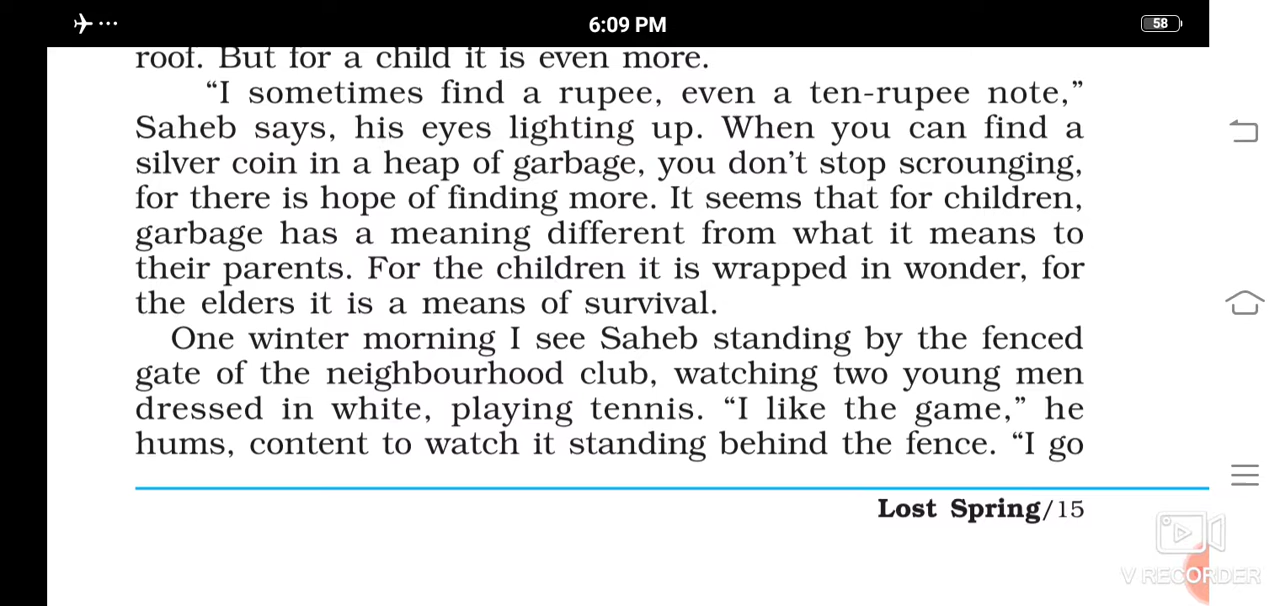 6:09 PM
58
roof. But for a child it is even more.
“I sometimes find a rupee, even a ten-rupee note,”
Saheb says, his eyes lighting up. When you can find a
silver coin in a heap of garbage, you don’t stop scrounging,
for there is hope of finding more. It seems that for children,
garbage has a meaning different from what it means to
their parents. For the children it is wrapped in wonder, for
the elders it is a means of survival.
One winter morning I see Saheb standing by the fenced
gate of the neighbourhood club, watching two young men
dressed in white, playing tennis. “I like the game,” he
hums, content to watch it standing behind the fence. “I go
Lost Spring/15
V RECORDER